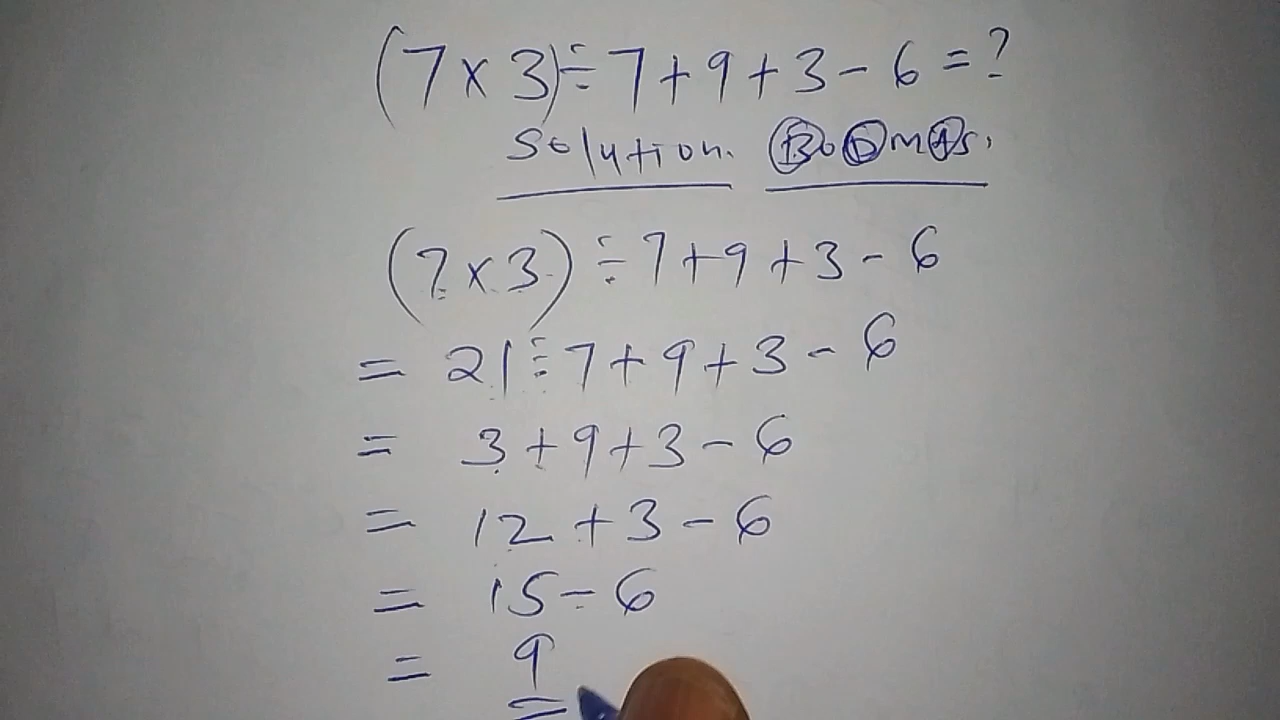 (7 × 3) ÷ 7 + 9 + 3 - 6 = ?
Solution. BODMAS.
(7 × 3) ÷ 7 + 9 + 3 - 6
= 21 ÷ 7 + 9 + 3 - 6
= 3 + 9 + 3 - 6
= 12 + 3 - 6
= 15 - 6
= 9